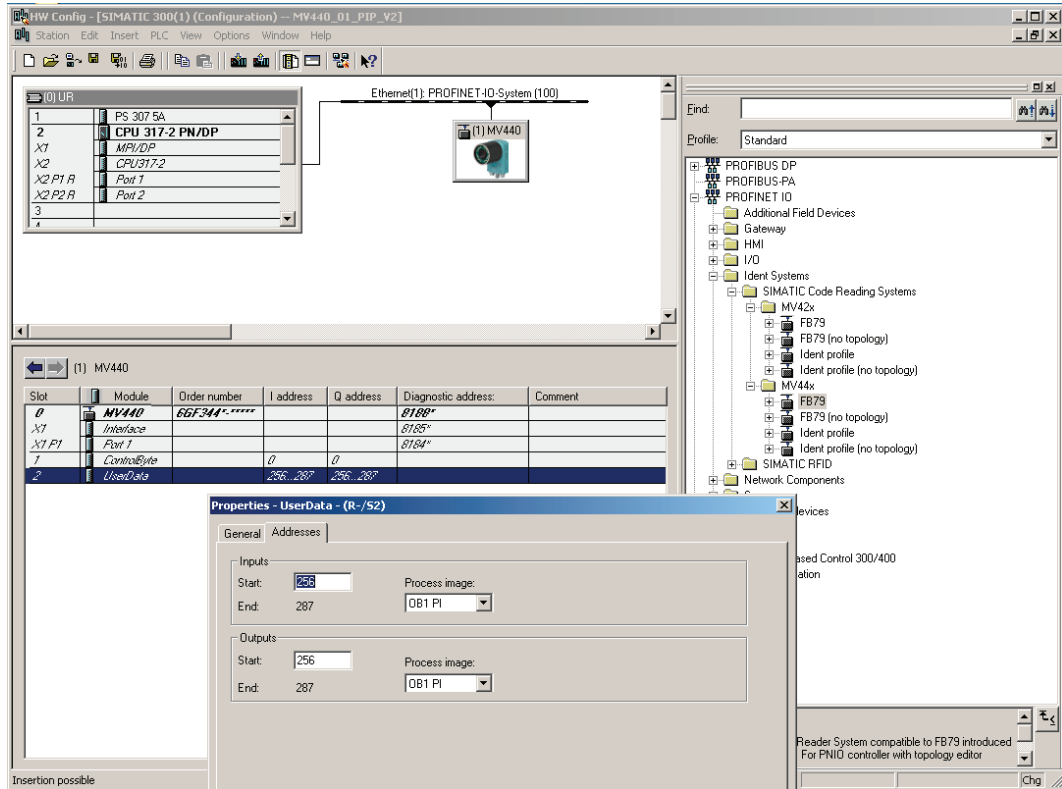 HW Config - [SIMATIC 300(1) (Configuration) -- MV440_01_PIP_V2]
Station Edit Insert PLC View Options Window Help
(0) UR
1 PS 307 5A
2 CPU 317-2 PN/DP
X1 MPI/DP
X2 CPU317-2
X2 P1 R Port 1
X2 P2 R Port 2
3
4
Ethernet(1): PROFINET-IO-System (100)
(1) MV440
Find:
Profile: Standard
PROFIBUS DP
PROFIBUS-PA
PROFINET IO
Additional Field Devices
Gateway
HMI
I/O
Ident Systems
SIMATIC Code Reading Systems
MV42x
FB79
FB79 (no topology)
Ident profile
Ident profile (no topology)
MV44x
FB79
FB79 (no topology)
Ident profile
Ident profile (no topology)
SIMATIC RFID
Network Components
evices
ased Control 300/400
ation
(1) MV440
Slot Module Order number I address Q address Diagnostic address: Comment
0 MV440 6GF344*-***** 8188*
X1 Interface 8185*
X1 P1 Port 1 8184*
1 ControlByte 0 0
2 UserData 256...287 256...287
Properties - UserData - (R-/S2)
General Addresses
Inputs
Start: 256 Process image:
End: 287 OB1 PI
Outputs
Start: 256 Process image:
End: 287 OB1 PI
Reader System compatible to FB79 introduced
For PNIO controller with topology editor
Insertion possible
Chg